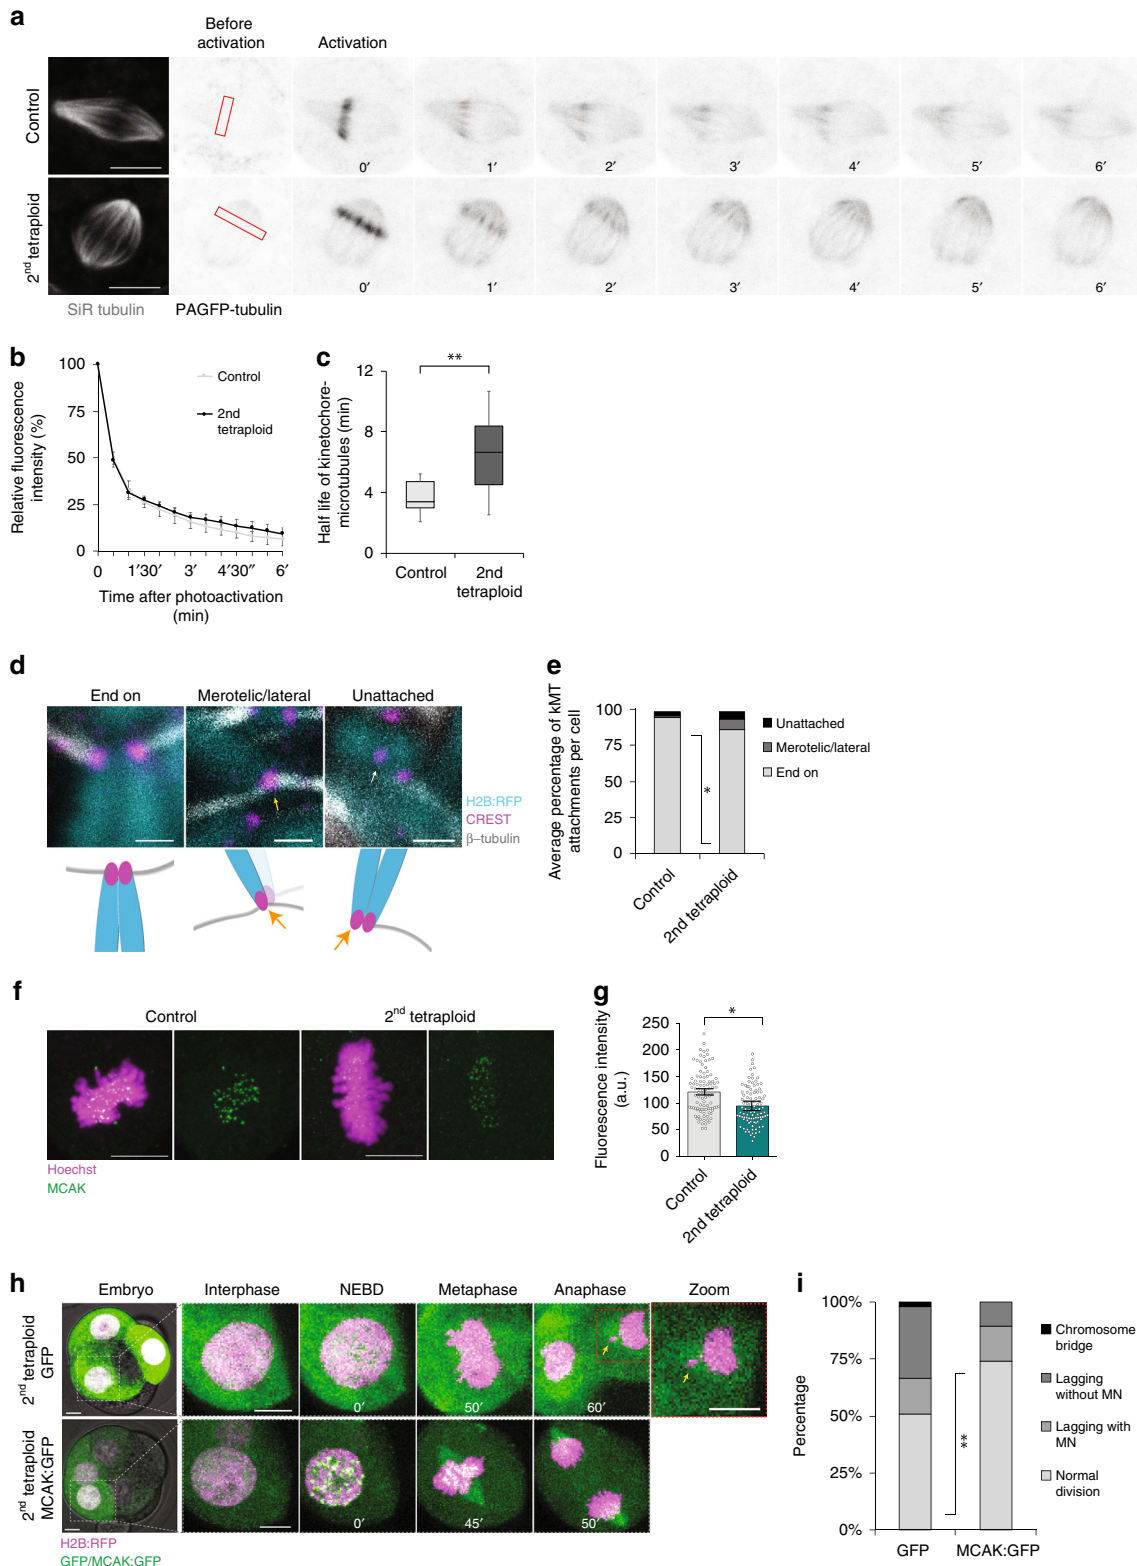 a
Before activation
Activation
Control
0′ 1′ 2′ 3′ 4′ 5′ 6′
2nd tetraploid
0′ 1′ 2′ 3′ 4′ 5′ 6′
SiR tubulin
PAGFP-tubulin
b
Relative fluorescence
intensity (%)
100
75
50
25
0
Control
2nd
tetraploid
0 1′30′ 3′ 4′30″ 6′
Time after photoactivation
(min)
c
Half life of kinetochore-
microtubules (min)
12
8
4
0
**
Control
2nd
tetraploid
d
End on
Merotelic/lateral
Unattached
H2B:RFP
CREST
β–tubulin
e
Average percentage of kMT
attachments per cell
100
75
50
25
0
*
Unattached
Merotelic/lateral
End on
Control
2nd tetraploid
f
Control
2nd tetraploid
Hoechst
MCAK
g
Fluorescence intensity
(a.u.)
250
200
150
100
50
0
*
Control
2nd tetraploid
h
Embryo
Interphase
NEBD
Metaphase
Anaphase
Zoom
2nd tetraploid
GFP
0′ 50′ 60′
2nd tetraploid
MCAK:GFP
0′ 45′ 50′
H2B:RFP
GFP/MCAK:GFP
i
Percentage
100%
75%
50%
25%
0%
**
GFP
MCAK:GFP
Chromosome
bridge
Lagging
without MN
Lagging with
MN
Normal
division